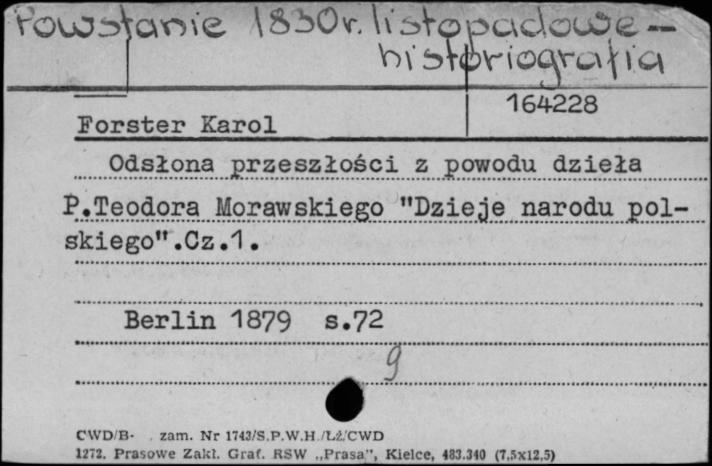 Powstanie 1830r. listopadowe -
historiografia
164228
Forster Karol
Odsłona przeszłości z powodu dzieła
P.Teodora Morawskiego "Dzieje narodu pol-
skiego".Cz.1.
Berlin 1879 s.72
9
CWD/B- . zam. Nr 1743/S.P.W.H./Łź/CWD
1272. Prasowe Zakł. Graf. RSW „Prasa", Kielce, 483.340 (7,5x12,5)